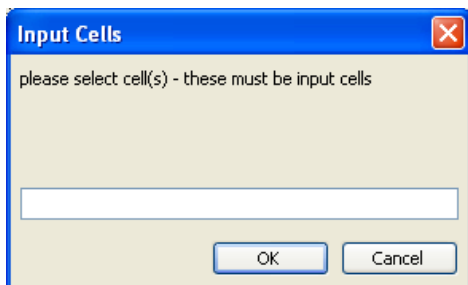 Input Cells
please select cell(s) - these must be input cells
OK Cancel